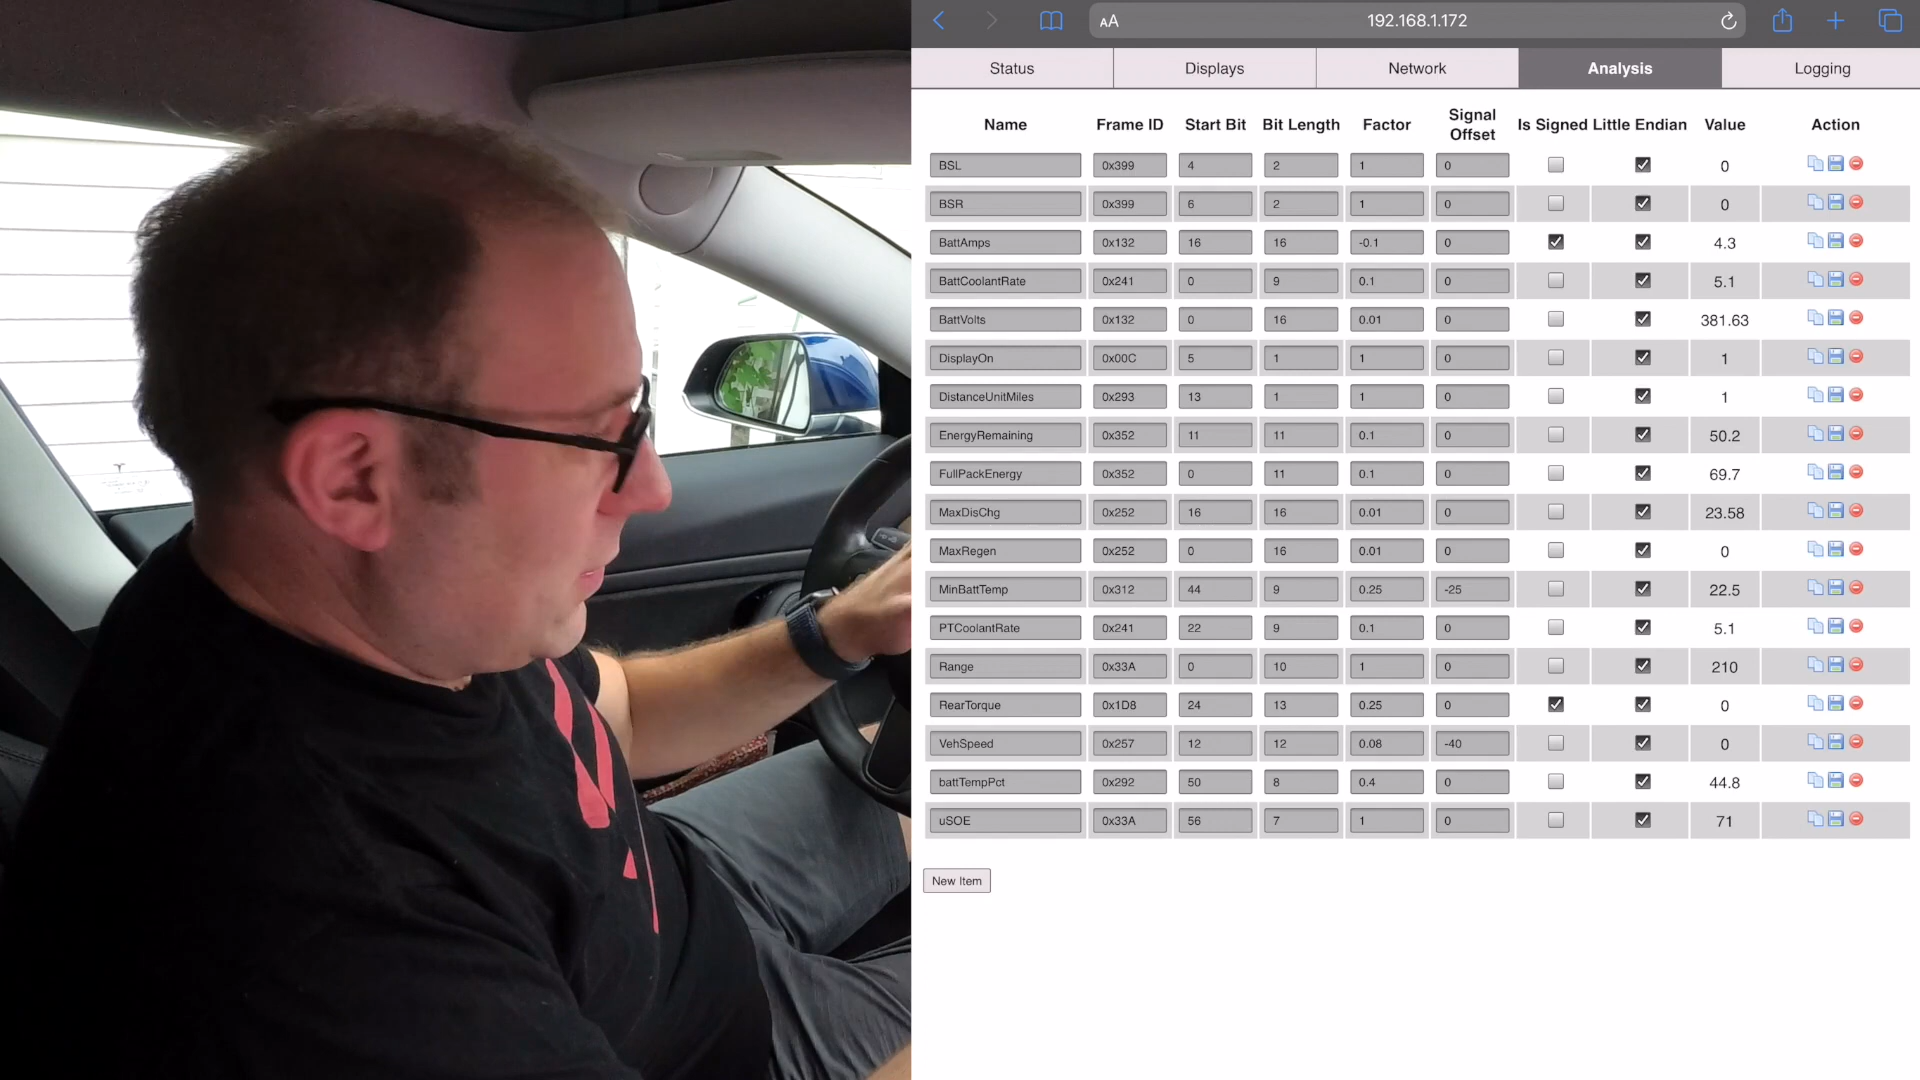 AA 192.168.1.172
Status Displays Network Analysis Logging
Name Frame ID Start Bit Bit Length Factor Signal Offset Is Signed Little Endian Value Action
BSL 0x399 4 2 1 0 0
BSR 0x399 6 2 1 0 0
BattAmps 0x132 16 16 -0.1 0 4.3
BattCoolantRate 0x241 0 9 0.1 0 5.1
BattVolts 0x132 0 16 0.01 0 381.63
DisplayOn 0x00C 5 1 1 0 1
DistanceUnitMiles 0x293 13 1 1 0 1
EnergyRemaining 0x352 11 11 0.1 0 50.2
FullPackEnergy 0x352 0 11 0.1 0 69.7
MaxDisChg 0x252 16 16 0.01 0 23.58
MaxRegen 0x252 0 16 0.01 0 0
MinBattTemp 0x312 44 9 0.25 -25 22.5
PTCoolantRate 0x241 22 9 0.1 0 5.1
Range 0x33A 0 10 1 0 210
RearTorque 0x1D8 24 13 0.25 0 0
VehSpeed 0x257 12 12 0.08 -40 0
battTempPct 0x292 50 8 0.4 0 44.8
uSOE 0x33A 56 7 1 0 71
New Item